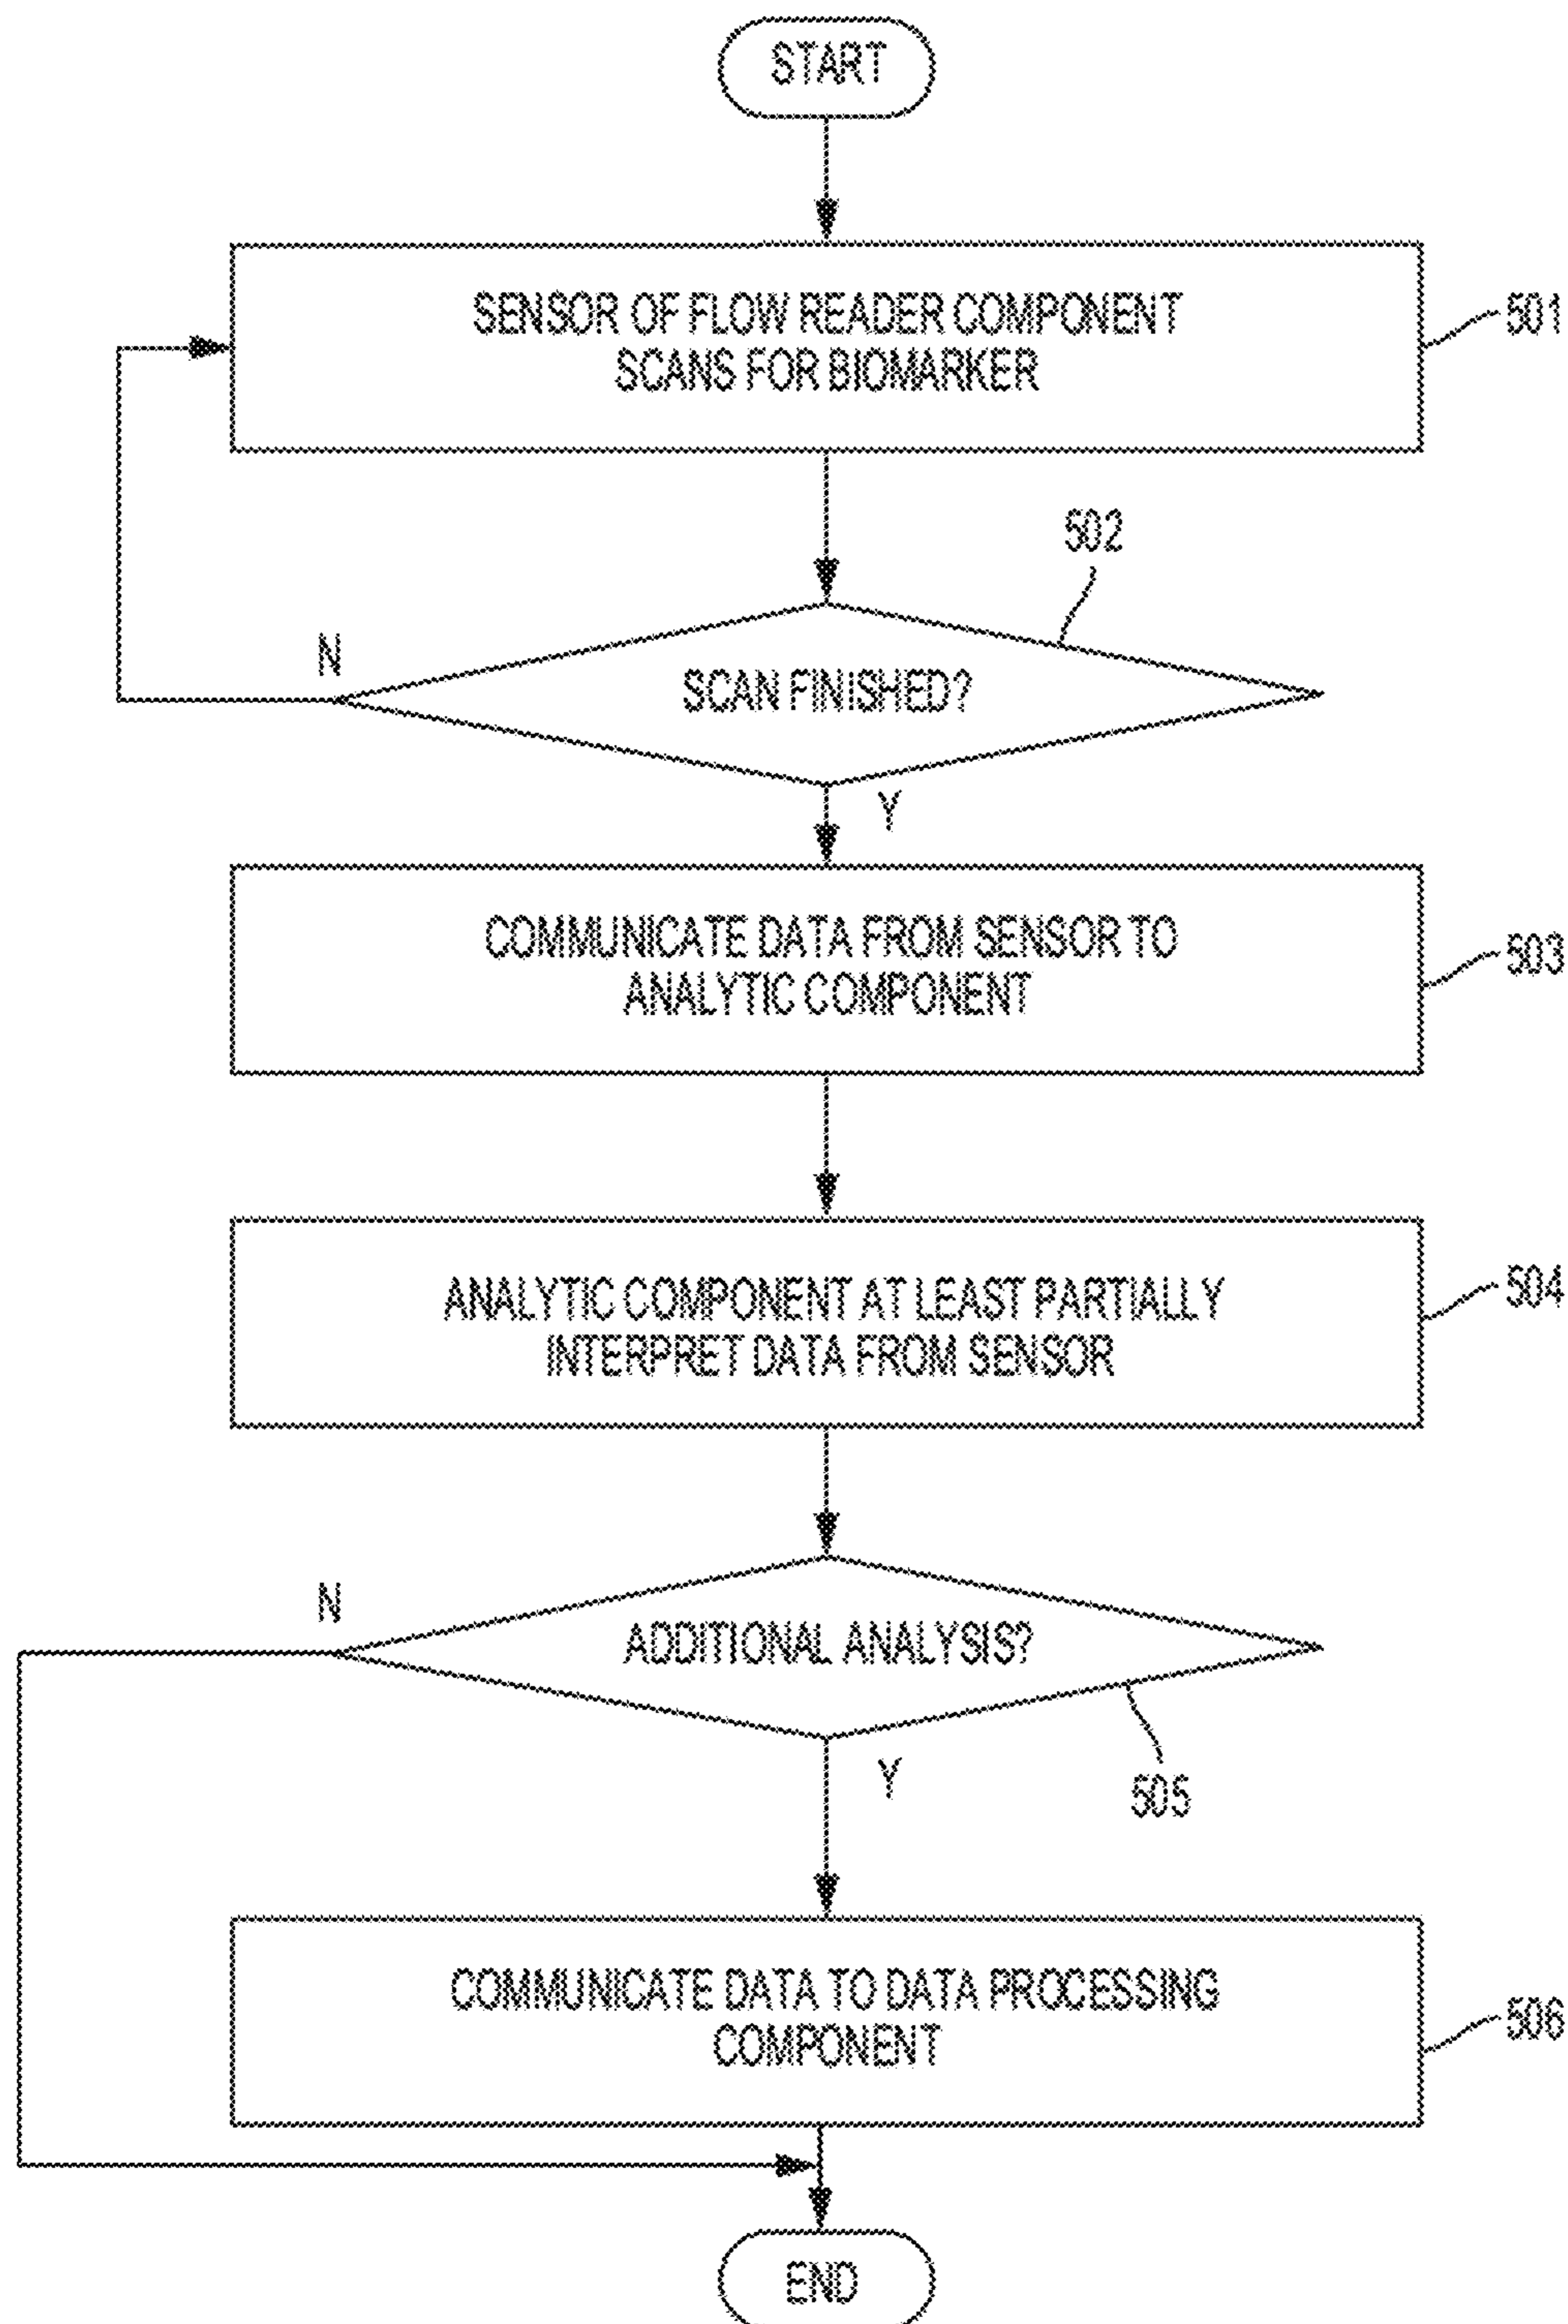 START
SENSOR OF FLOW READER COMPONENT
SCANS FOR BIOMARKER
501
502
N
SCAN FINISHED?
Y
COMMUNICATE DATA FROM SENSOR TO
ANALYTIC COMPONENT
503
ANALYTIC COMPONENT AT LEAST PARTIALLY
INTERPRET DATA FROM SENSOR
504
N
ADDITIONAL ANALYSIS?
Y
505
COMMUNICATE DATA TO DATA PROCESSING
COMPONENT
506
END